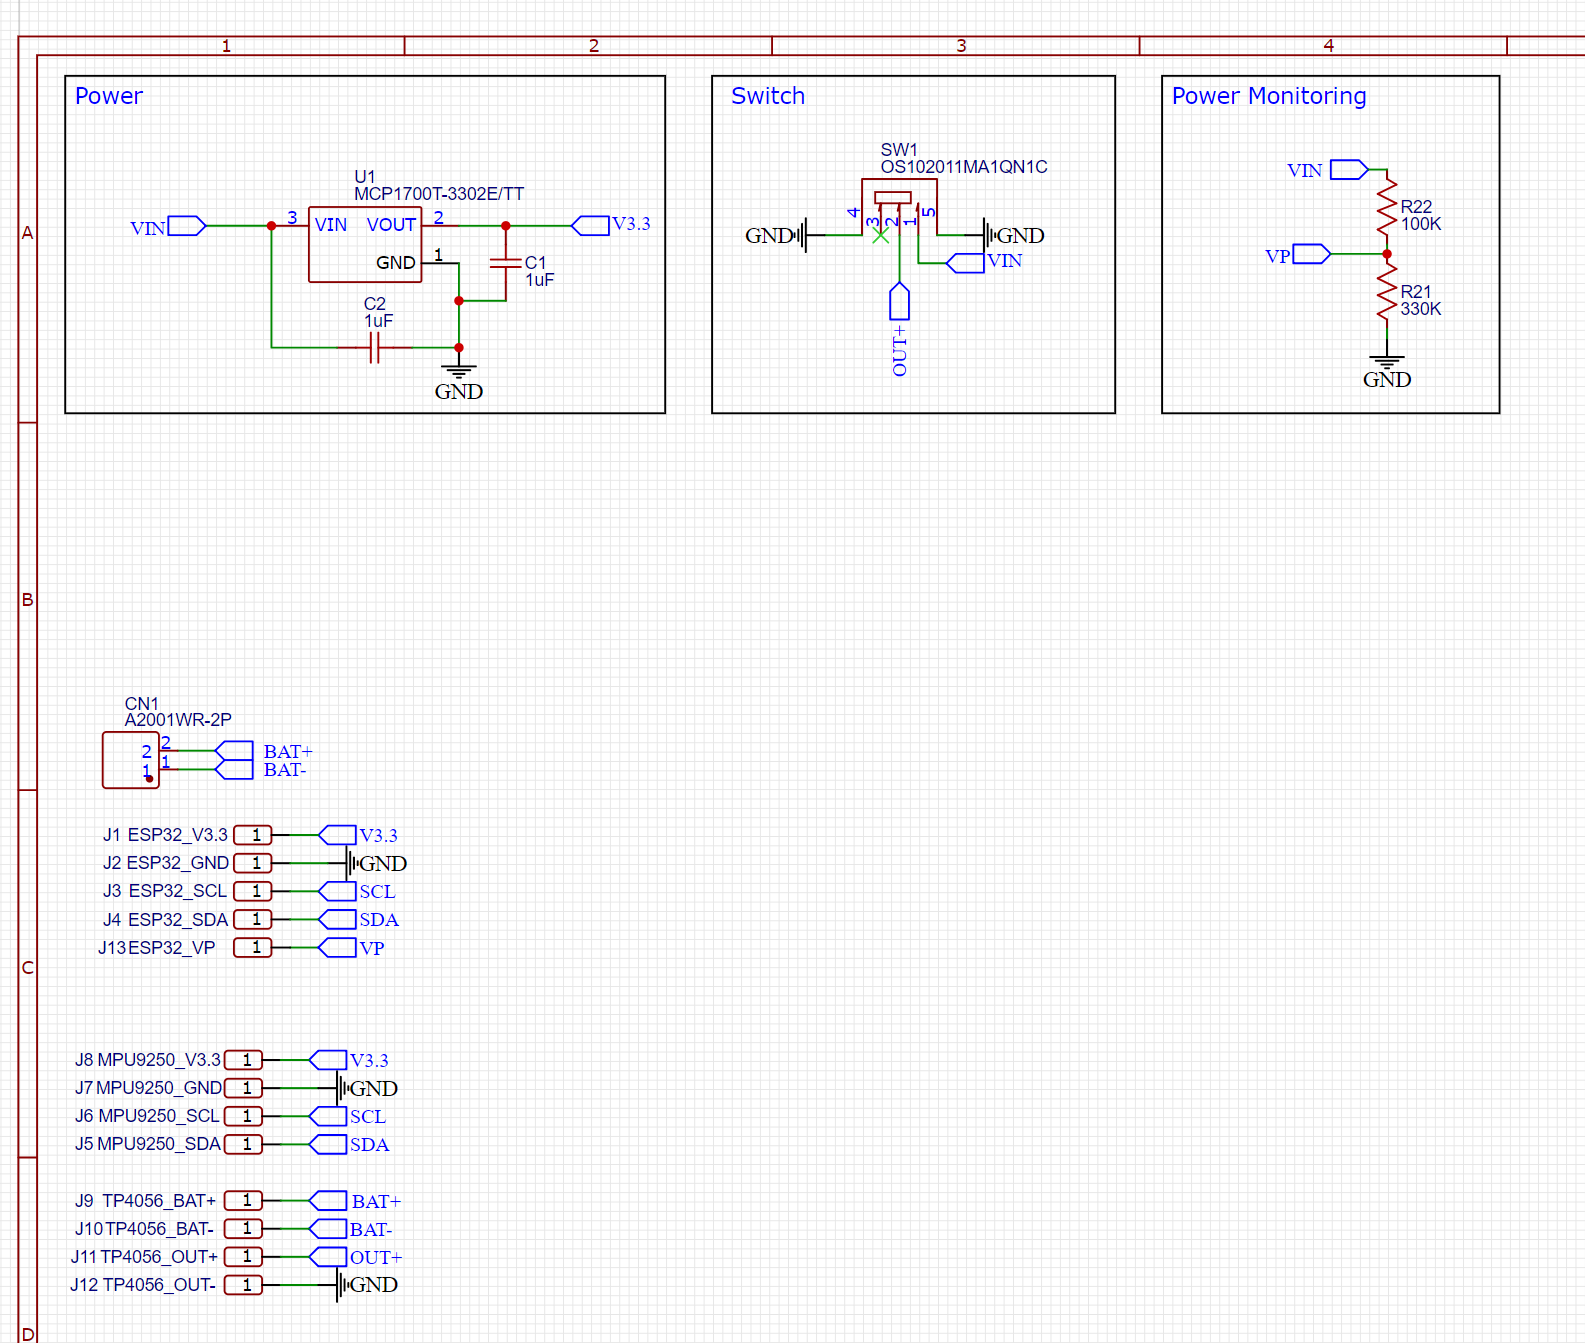 1 2 3 4
A
B
C
D
Power
U1
MCP1700T-3302E/TT
VIN
3
VIN VOUT
2
V3.3
GND
1
C1
1uF
C2
1uF
GND
Switch
SW1
OS102011MA1QN1C
4
3
2
1
5
GND
GND
VIN
OUT+
Power Monitoring
VIN
R22
100K
VP
R21
330K
GND
CN1
A2001WR-2P
2 2 BAT+
1 1 BAT-
J1 ESP32_V3.3 1 V3.3
J2 ESP32_GND 1 GND
J3 ESP32_SCL 1 SCL
J4 ESP32_SDA 1 SDA
J13 ESP32_VP 1 VP
J8 MPU9250_V3.3 1 V3.3
J7 MPU9250_GND 1 GND
J6 MPU9250_SCL 1 SCL
J5 MPU9250_SDA 1 SDA
J9 TP4056_BAT+ 1 BAT+
J10 TP4056_BAT- 1 BAT-
J11 TP4056_OUT+ 1 OUT+
J12 TP4056_OUT- 1 GND